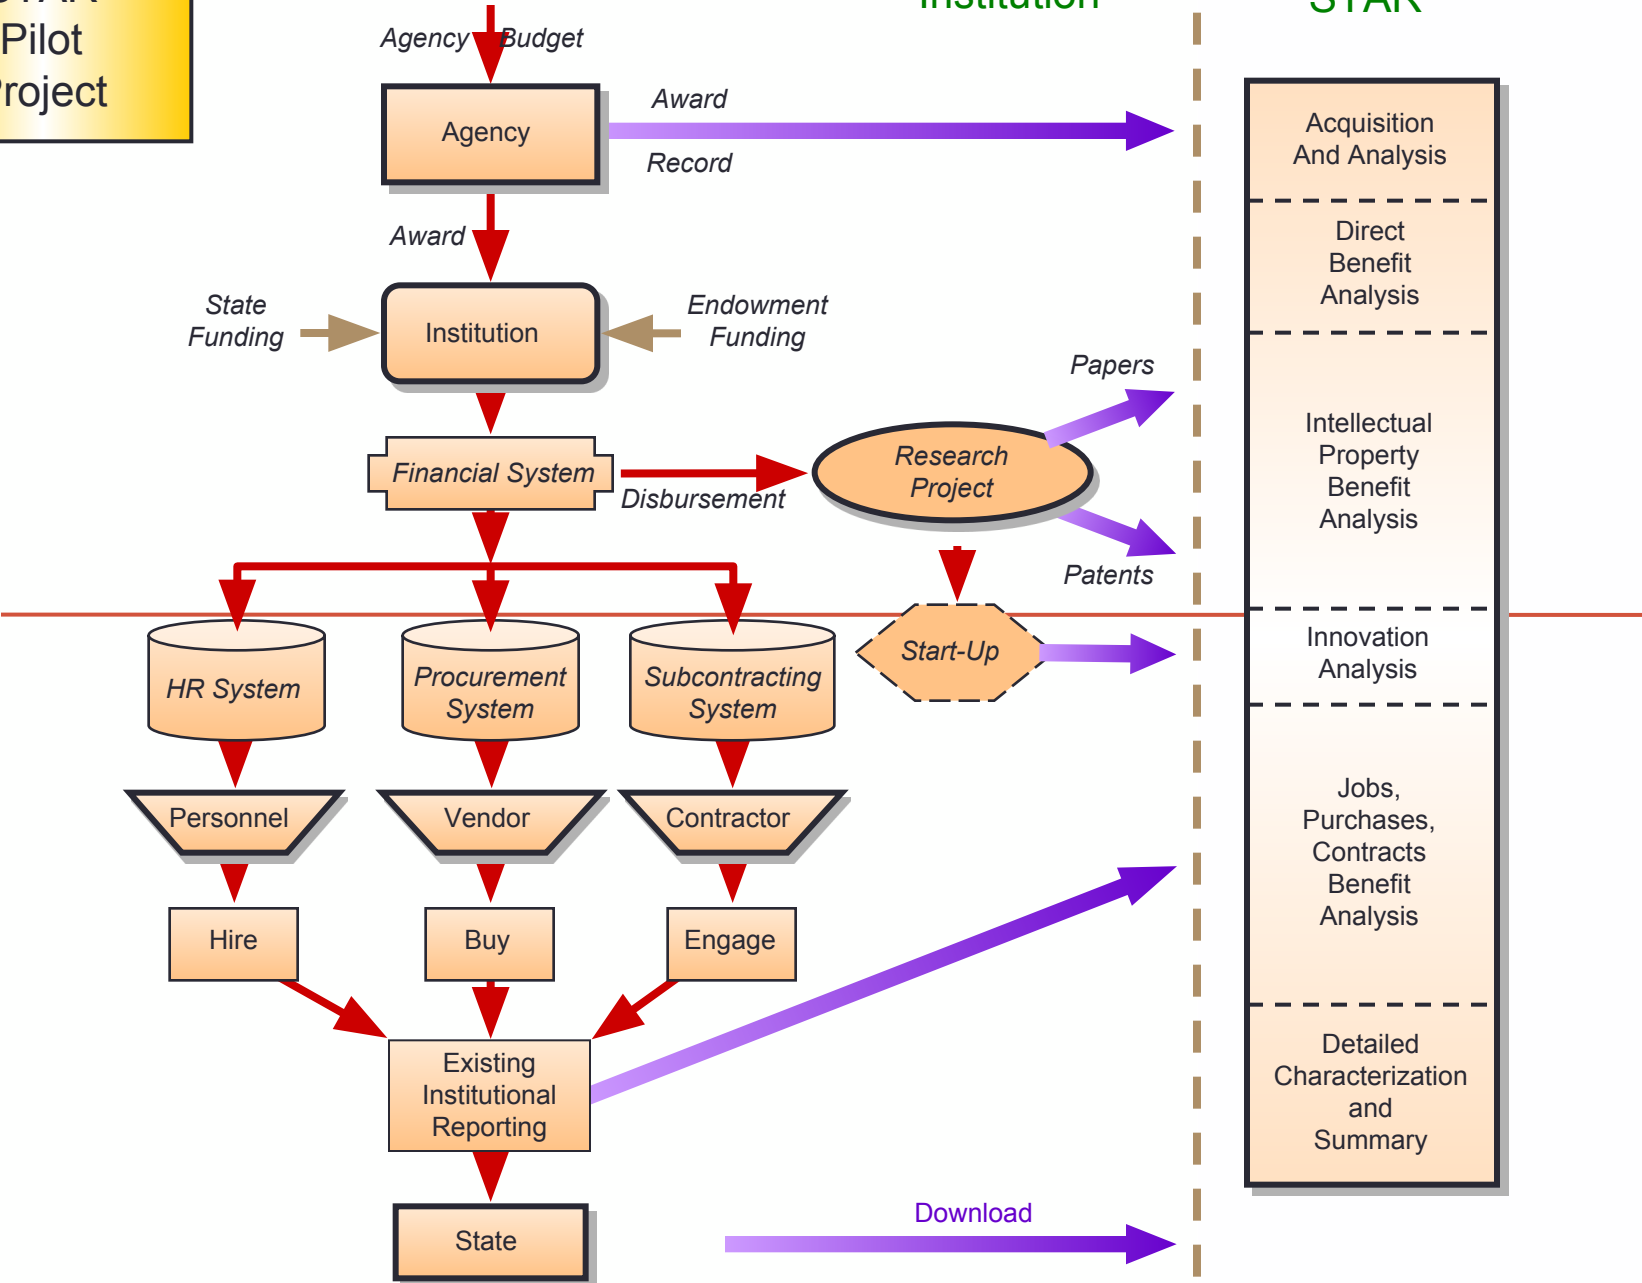 Pilot
Project
Institution
STAR
Agency Budget
Agency
Award
Record
Award
State
Funding
Institution
Endowment
Funding
Papers
Financial System
Disbursement
Research
Project
Patents
HR System
Procurement
System
Subcontracting
System
Start-Up
Personnel
Vendor
Contractor
Hire
Buy
Engage
Existing
Institutional
Reporting
State
Download
Acquisition
And Analysis
Direct
Benefit
Analysis
Intellectual
Property
Benefit
Analysis
Innovation
Analysis
Jobs,
Purchases,
Contracts
Benefit
Analysis
Detailed
Characterization
and
Summary